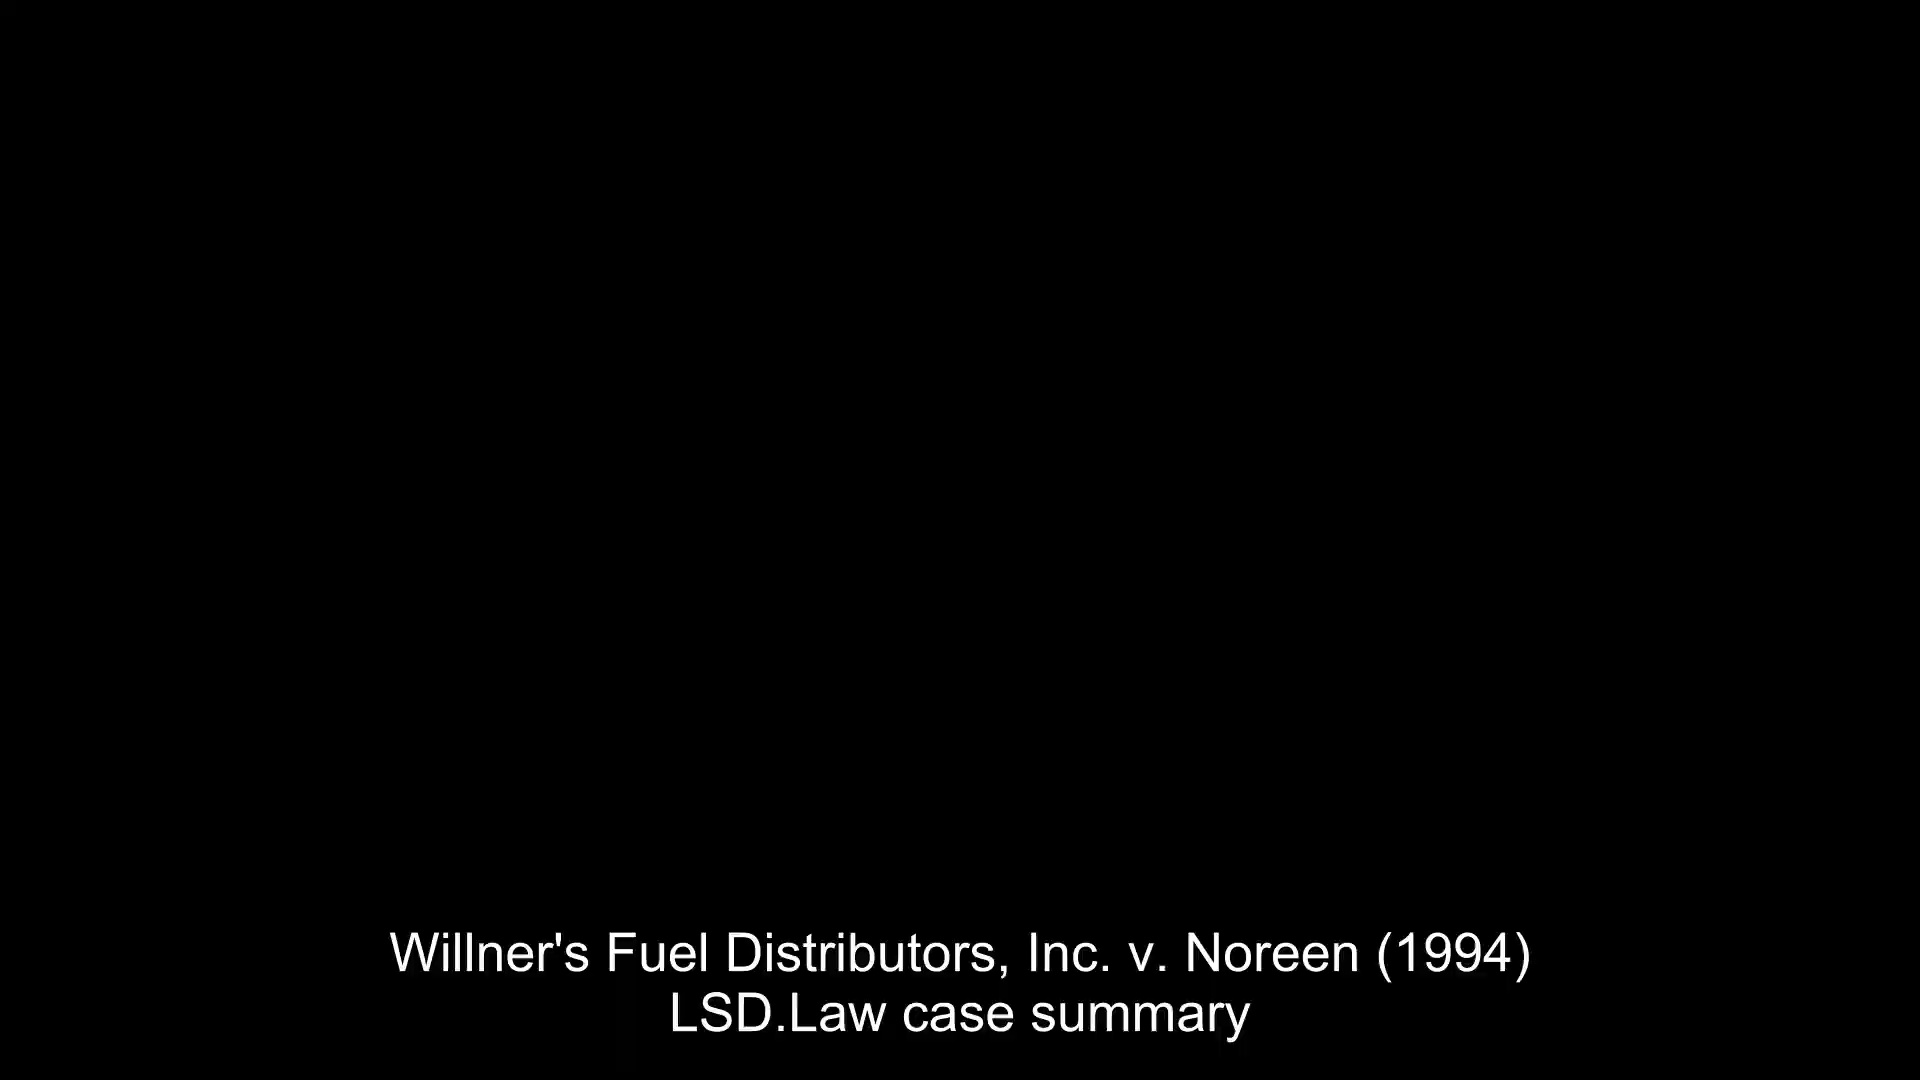 Willner's Fuel Distributors, Inc. v. Noreen (1994)
LSD.Law case summary